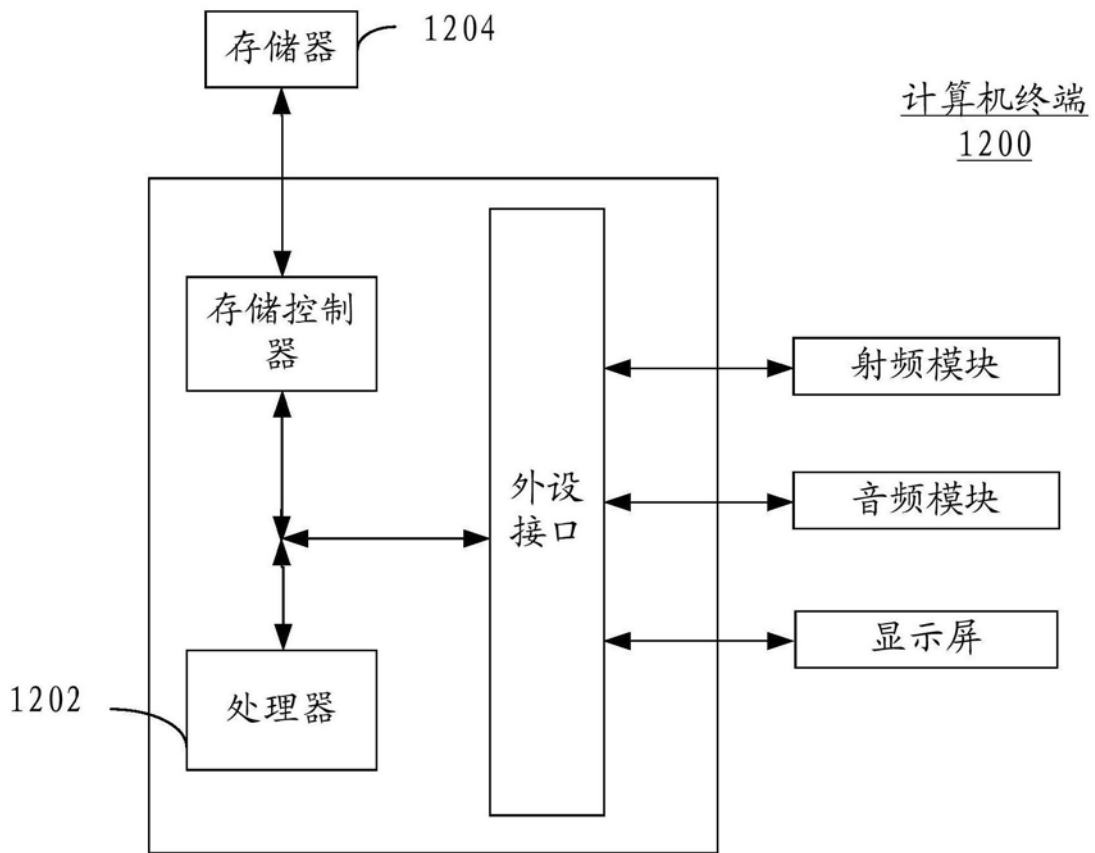 存储器
1204
计算机终端
1200
存储控制
器
射频模块
外设
接口
音频模块
显示屏
处理器
1202